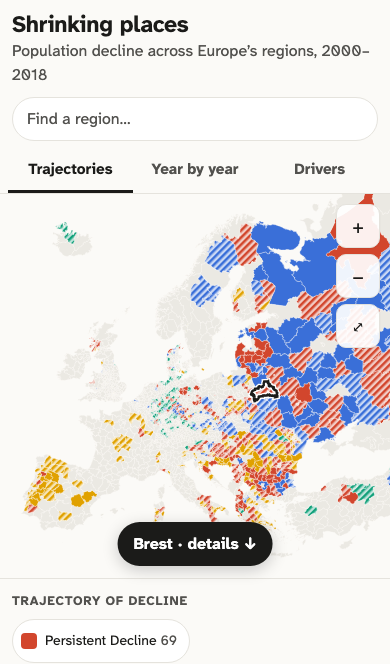 Shrinking places
Population decline across Europe's regions, 2000–
2018
Find a region...
Trajectories Year by year Drivers
+
−
⤢
Brest · details ↓
TRAJECTORY OF DECLINE
Persistent Decline 69